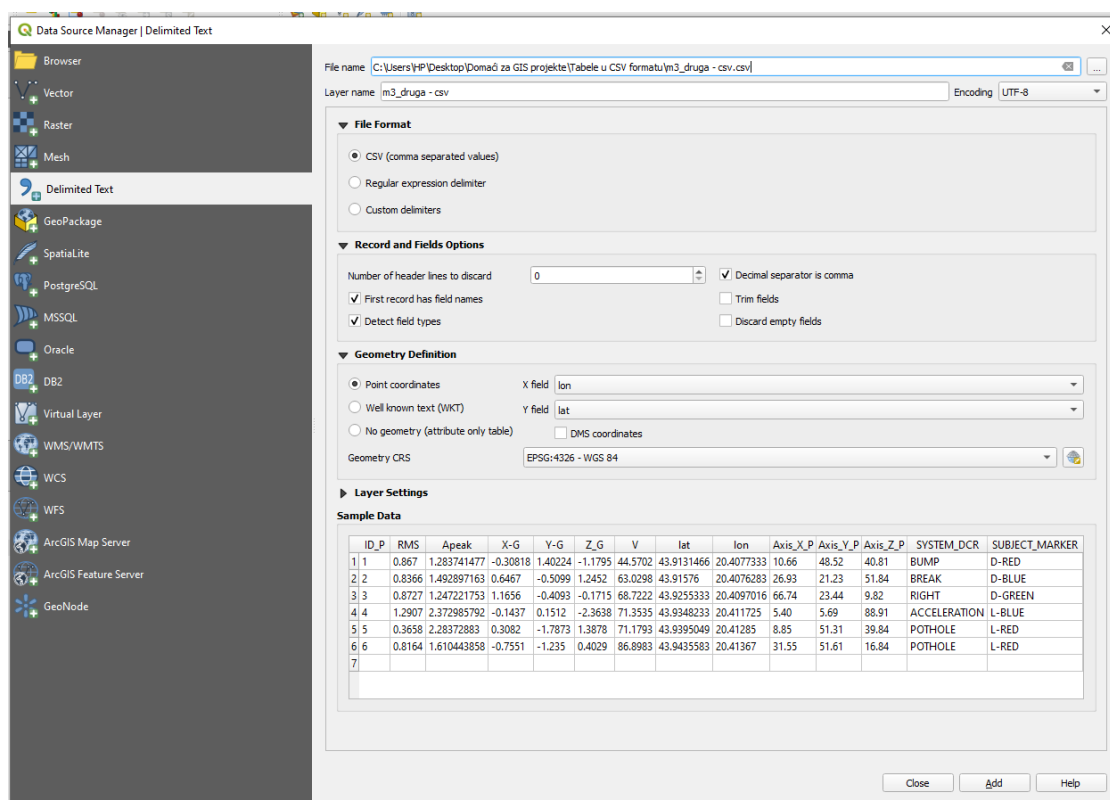 Data Source Manager | Delimited Text
Browser
Vector
Raster
Mesh
Delimited Text
GeoPackage
SpatiaLite
PostgreSQL
MSSQL
Oracle
DB2 DB2
Virtual Layer
WMS/WMTS
WCS
WFS
ArcGIS Map Server
ArcGIS Feature Server
GeoNode
File name C:\Users\HP\Desktop\Domaći za GIS projekte\Tabele u CSV formatu\m3_druga - csv.csv ...
Layer name m3_druga - csv Encoding UTF-8
File Format
CSV (comma separated values)
Regular expression delimiter
Custom delimiters
Record and Fields Options
Number of header lines to discard 0 Decimal separator is comma
First record has field names Trim fields
Detect field types Discard empty fields
Geometry Definition
Point coordinates X field lon
Well known text (WKT) Y field lat
No geometry (attribute only table) DMS coordinates
Geometry CRS EPSG:4326 - WGS 84
Layer Settings
Sample Data
ID_P RMS Apeak X-G Y-G Z_G V lat lon Axis_X_P Axis_Y_P Axis_Z_P SYSTEM_DCR SUBJECT_MARKER
1 1 0.867 1.283741477 -0.30818 1.40224 -1.1795 44.5702 43.9131466 20.4077333 10.66 48.52 40.81 BUMP D-RED
2 2 0.8366 1.492897163 0.6467 -0.5099 1.2452 63.0298 43.91576 20.4076283 26.93 21.23 51.84 BREAK D-BLUE
3 3 0.8727 1.247221753 1.1656 -0.4093 -0.1715 68.7222 43.9255333 20.4097016 66.74 23.44 9.82 RIGHT D-GREEN
4 4 1.2907 2.372985792 -0.1437 0.1512 -2.3638 71.3535 43.9348233 20.411725 5.40 5.69 88.91 ACCELERATION L-BLUE
5 5 0.3658 2.28372883 0.3082 -1.7873 1.3878 71.1793 43.9395049 20.41285 8.85 51.31 39.84 POTHOLE L-RED
6 6 0.8164 1.610443858 -0.7551 -1.235 0.4029 86.8983 43.9435583 20.41367 31.55 51.61 16.84 POTHOLE L-RED
7
Close Add Help